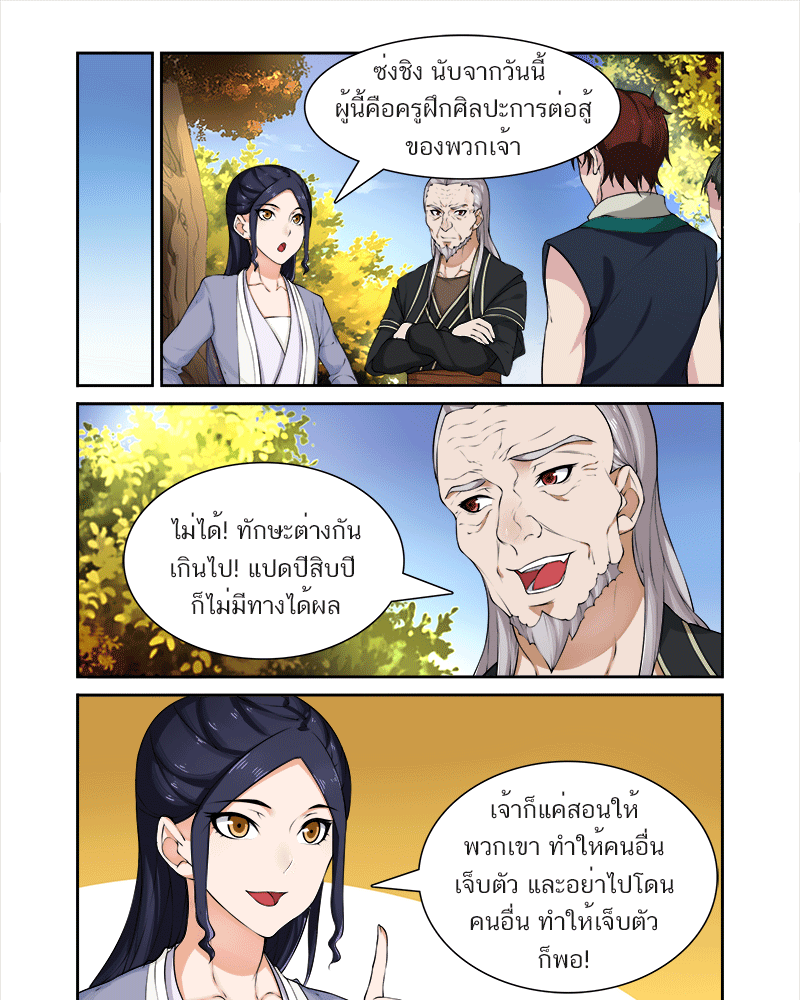 ซ่งชิง นับจากวันนี้
ผู้นี้คือครูฝึกศิลปะการต่อสู้
ของพวกเจ้า
ไม่ได้! ทักษะต่างกัน
เกินไป! แปดปีสิบปี
ก็ไม่มีทางได้ผล
เจ้าก็แค่สอนให้
พวกเขา ทำให้คนอื่น
เจ็บตัว และอย่าไปโดน
คนอื่น ทำให้เจ็บตัว
ก็พอ!